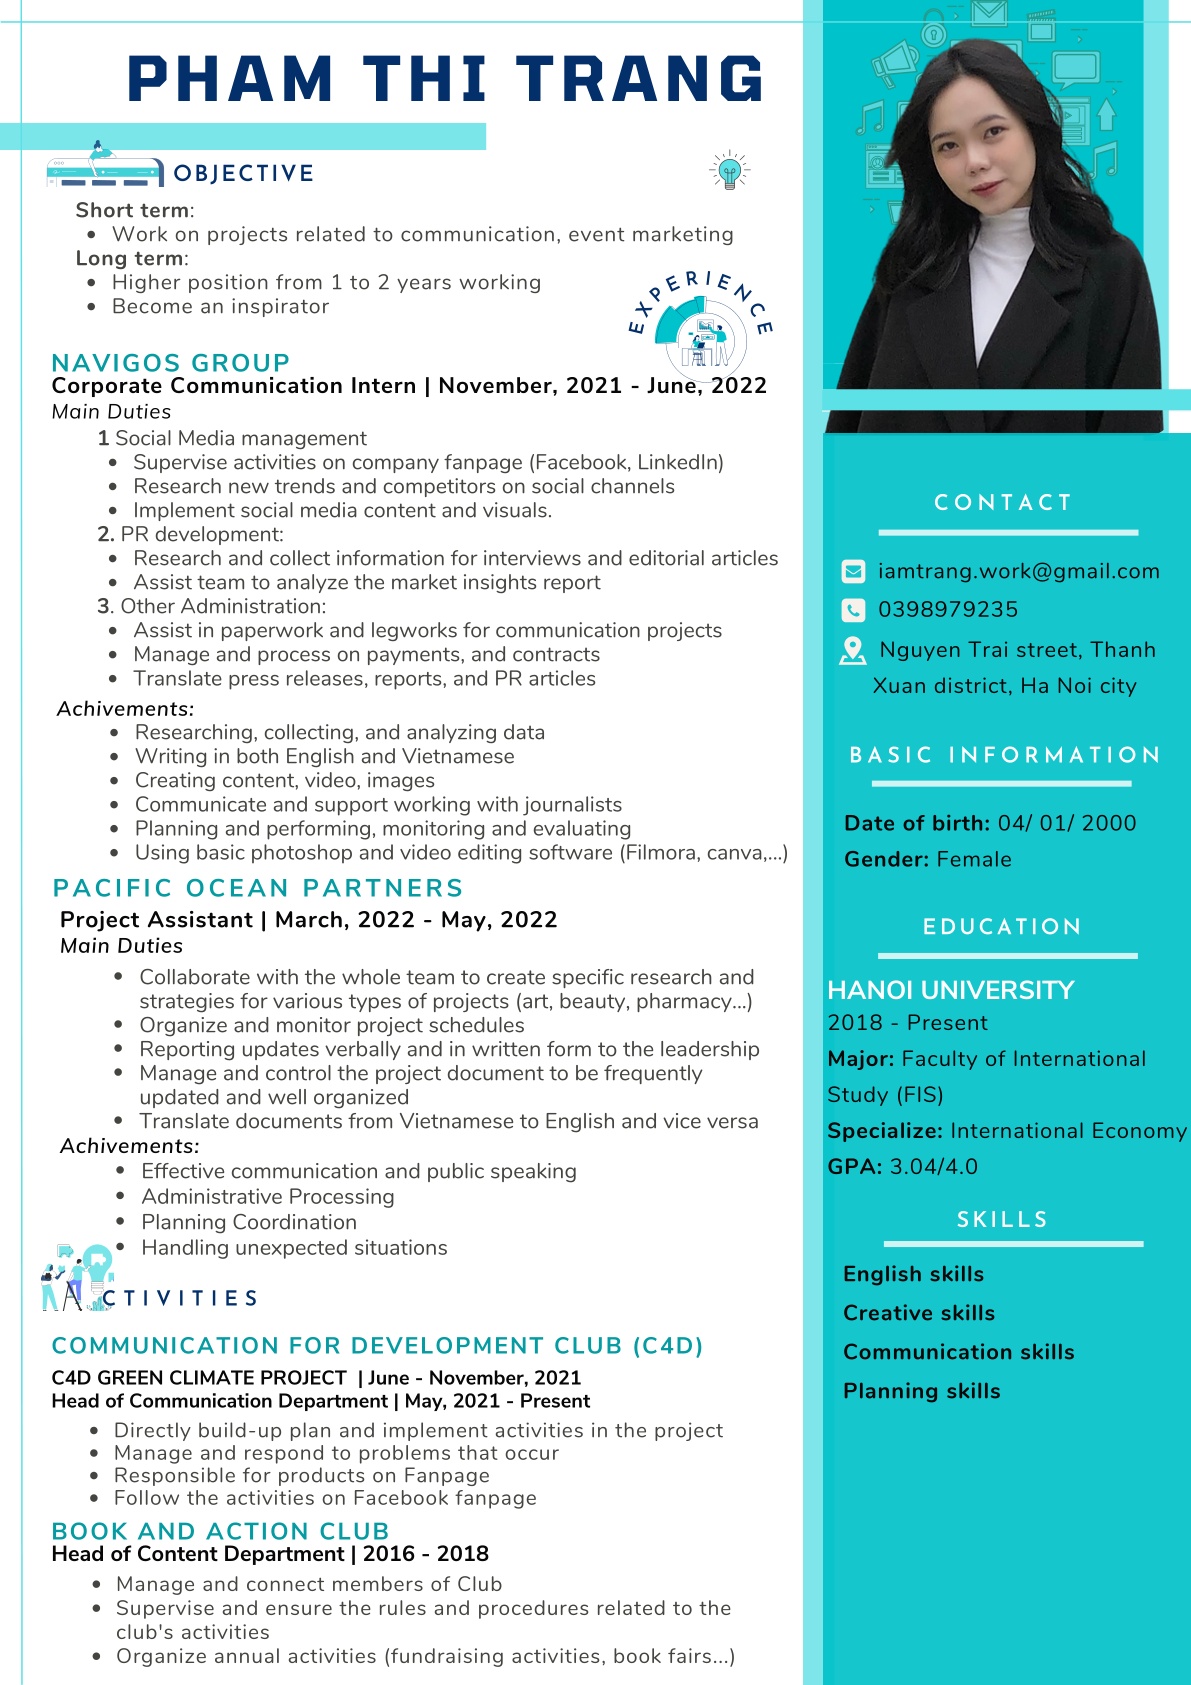 PHAM THI TRANG
OBJECTIVE
Short term:
• Work on projects related to communication, event marketing
Long term:
• Higher position from 1 to 2 years working
• Become an inspirator
EXPERIENCE
NAVIGOS GROUP
Corporate Communication Intern | November, 2021 - June, 2022
Main Duties
1 Social Media management
• Supervise activities on company fanpage (Facebook, LinkedIn)
• Research new trends and competitors on social channels
• Implement social media content and visuals.
2. PR development:
• Research and collect information for interviews and editorial articles
• Assist team to analyze the market insights report
3. Other Administration:
• Assist in paperwork and legworks for communication projects
• Manage and process on payments, and contracts
• Translate press releases, reports, and PR articles
Achivements:
• Researching, collecting, and analyzing data
• Writing in both English and Vietnamese
• Creating content, video, images
• Communicate and support working with journalists
• Planning and performing, monitoring and evaluating
• Using basic photoshop and video editing software (Filmora, canva,...)
PACIFIC OCEAN PARTNERS
Project Assistant | March, 2022 - May, 2022
Main Duties
• Collaborate with the whole team to create specific research and
strategies for various types of projects (art, beauty, pharmacy...)
• Organize and monitor project schedules
• Reporting updates verbally and in written form to the leadership
• Manage and control the project document to be frequently
updated and well organized
• Translate documents from Vietnamese to English and vice versa
Achivements:
• Effective communication and public speaking
• Administrative Processing
• Planning Coordination
• Handling unexpected situations
ACTIVITIES
COMMUNICATION FOR DEVELOPMENT CLUB (C4D)
C4D GREEN CLIMATE PROJECT | June - November, 2021
Head of Communication Department | May, 2021 - Present
• Directly build-up plan and implement activities in the project
• Manage and respond to problems that occur
• Responsible for products on Fanpage
• Follow the activities on Facebook fanpage
BOOK AND ACTION CLUB
Head of Content Department | 2016 - 2018
• Manage and connect members of Club
• Supervise and ensure the rules and procedures related to the
club's activities
• Organize annual activities (fundraising activities, book fairs...)
CONTACT
iamtrang.work@gmail.com
0398979235
Nguyen Trai street, Thanh
Xuan district, Ha Noi city
BASIC INFORMATION
Date of birth: 04/ 01/ 2000
Gender: Female
EDUCATION
HANOI UNIVERSITY
2018 - Present
Major: Faculty of International
Study (FIS)
Specialize: International Economy
GPA: 3.04/4.0
SKILLS
English skills
Creative skills
Communication skills
Planning skills